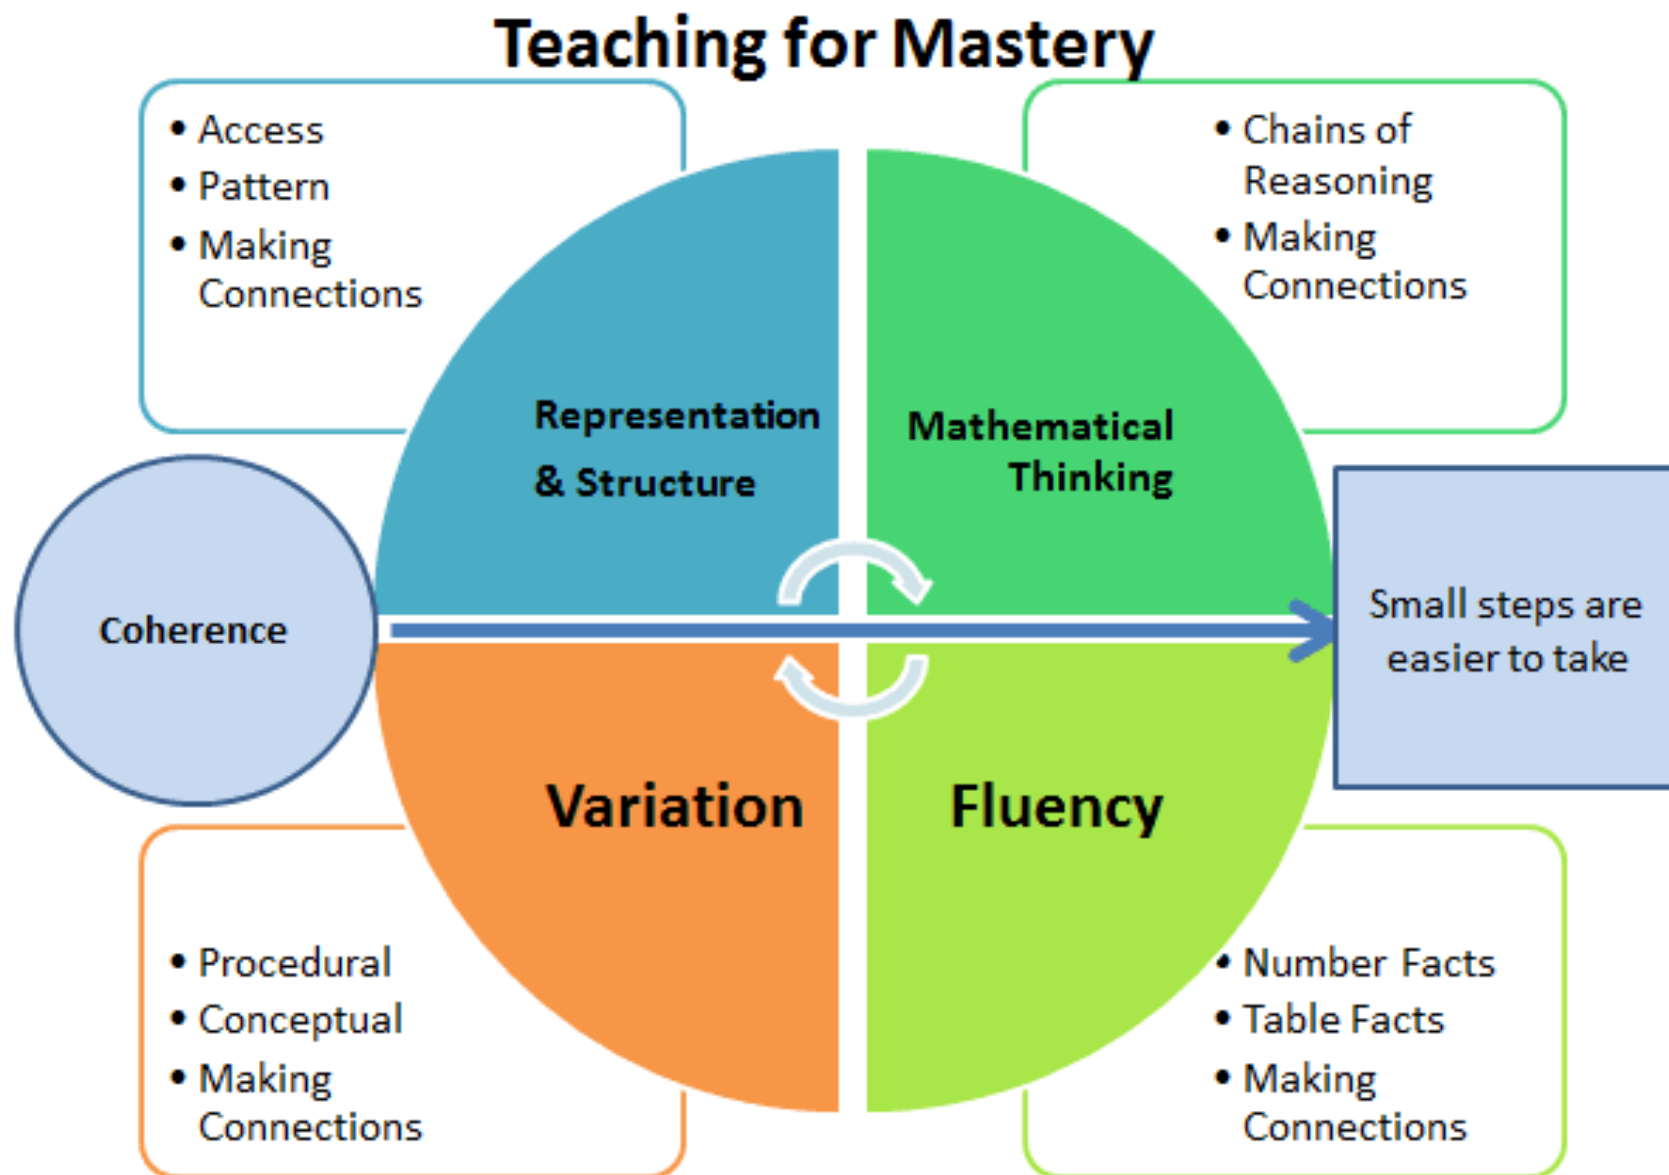 Teaching for Mastery
• Access
• Pattern
• Making
Connections
• Chains of
Reasoning
• Making
Connections
Representation
& Structure
Mathematical
Thinking
Coherence
Small steps are
easier to take
Variation
Fluency
• Procedural
• Conceptual
• Making
Connections
• Number Facts
• Table Facts
• Making
Connections